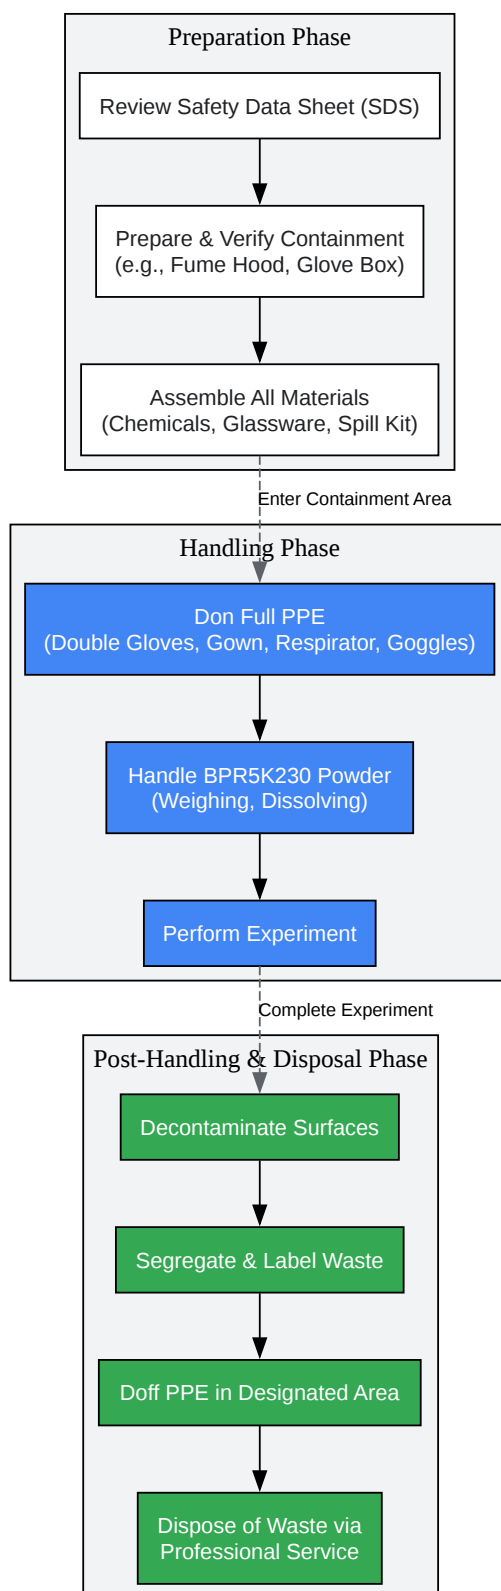 Preparation Phase
Review Safety Data Sheet (SDS)
Prepare & Verify Containment
(e.g., Fume Hood, Glove Box)
Assemble All Materials
(Chemicals, Glassware, Spill Kit)
Enter Containment Area
Handling Phase
Don Full PPE
(Double Gloves, Gown, Respirator, Goggles)
Handle BPR5K230 Powder
(Weighing, Dissolving)
Perform Experiment
Complete Experiment
Post-Handling & Disposal Phase
Decontaminate Surfaces
Segregate & Label Waste
Doff PPE in Designated Area
Dispose of Waste via
Professional Service